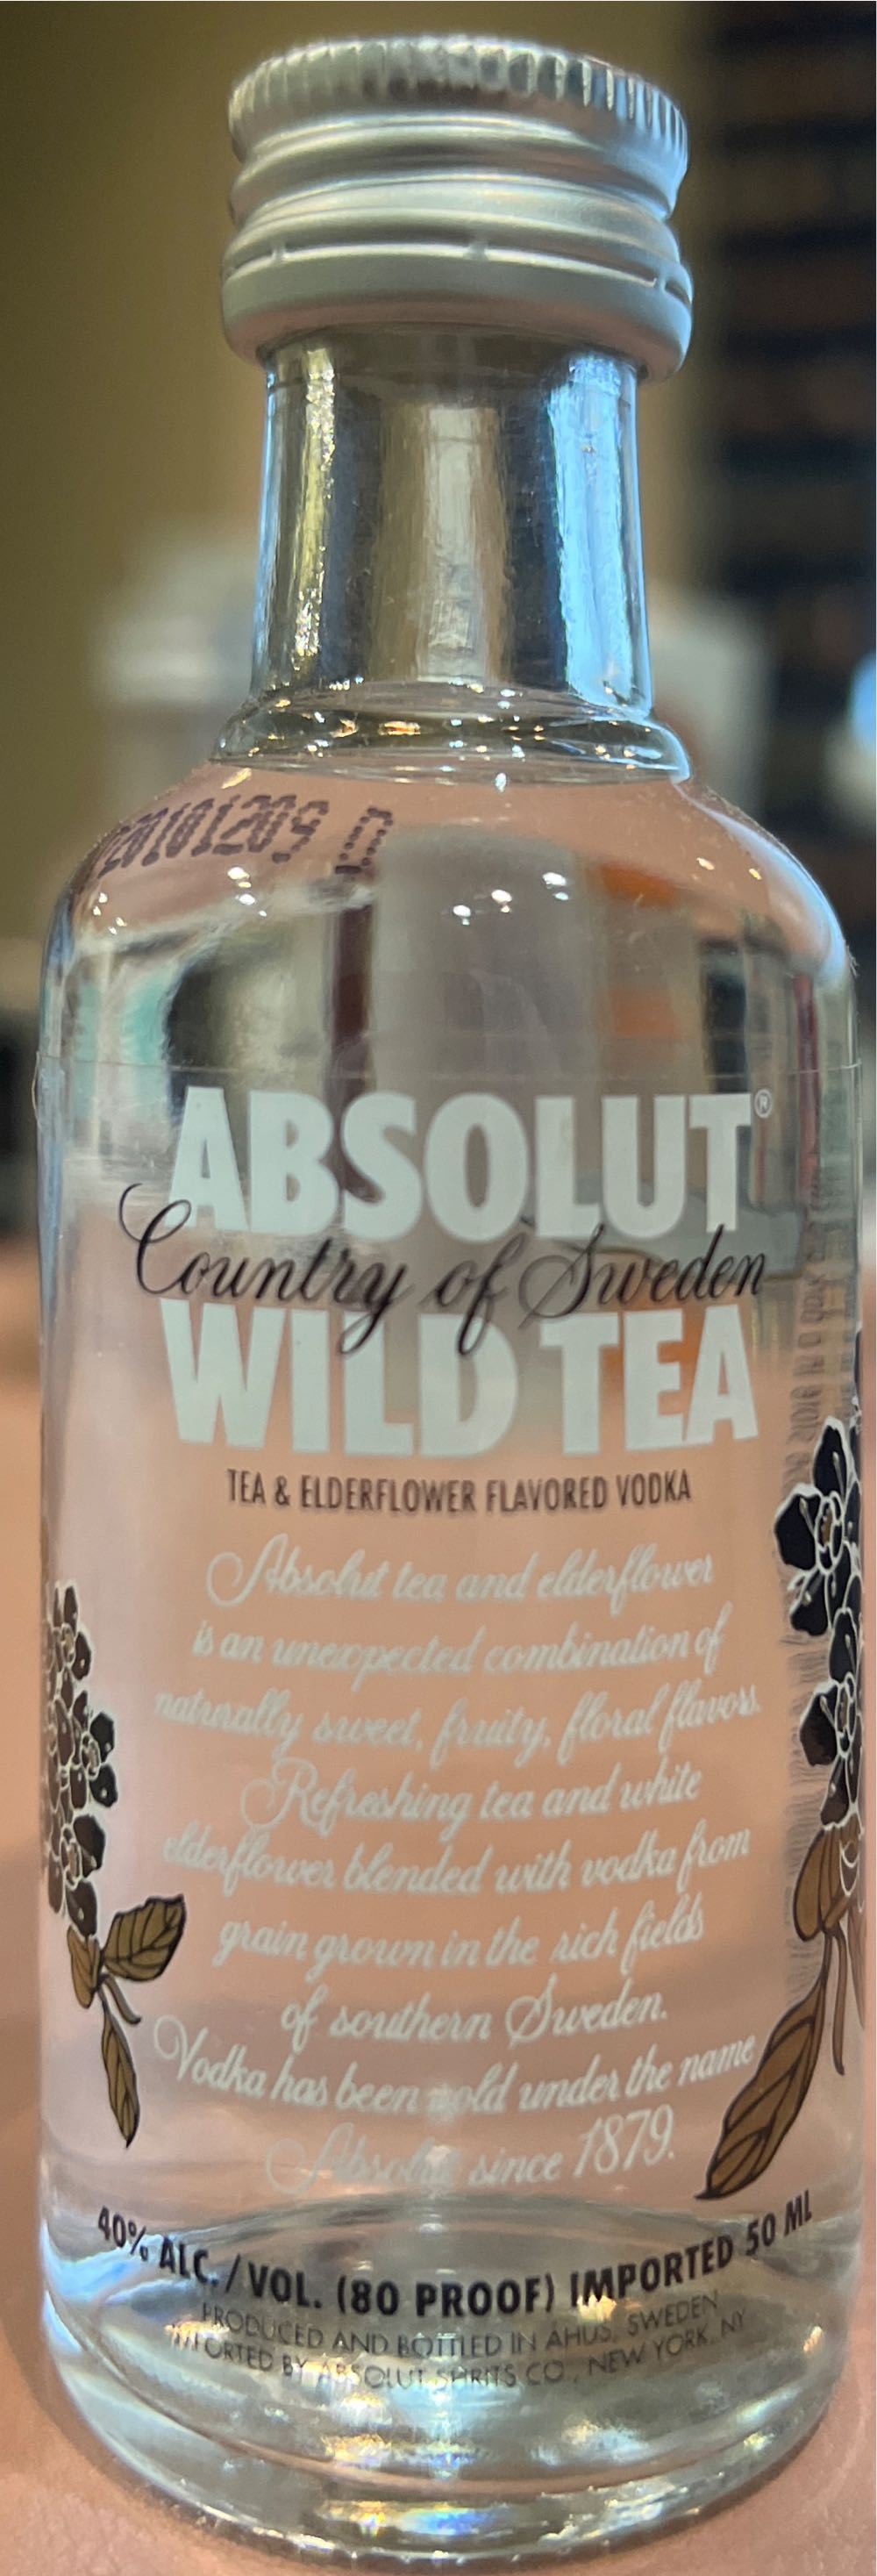 20101209
ABSOLUT®
Country of Sweden
WILD TEA
TEA & ELDERFLOWER FLAVORED VODKA
Absolut tea and elderflower
is an unexpected combination of
naturally sweet, fruity, floral flavors.
Refreshing tea and white
elderflower blended with vodka from
grain grown in the rich fields
of southern Sweden.
Vodka has been sold under the name
Absolut since 1879.
40% ALC./VOL. (80 PROOF) IMPORTED 50 ML
PRODUCED AND BOTTLED IN AHUS, SWEDEN
IMPORTED BY ABSOLUT SPIRITS CO., NEW YORK, NY